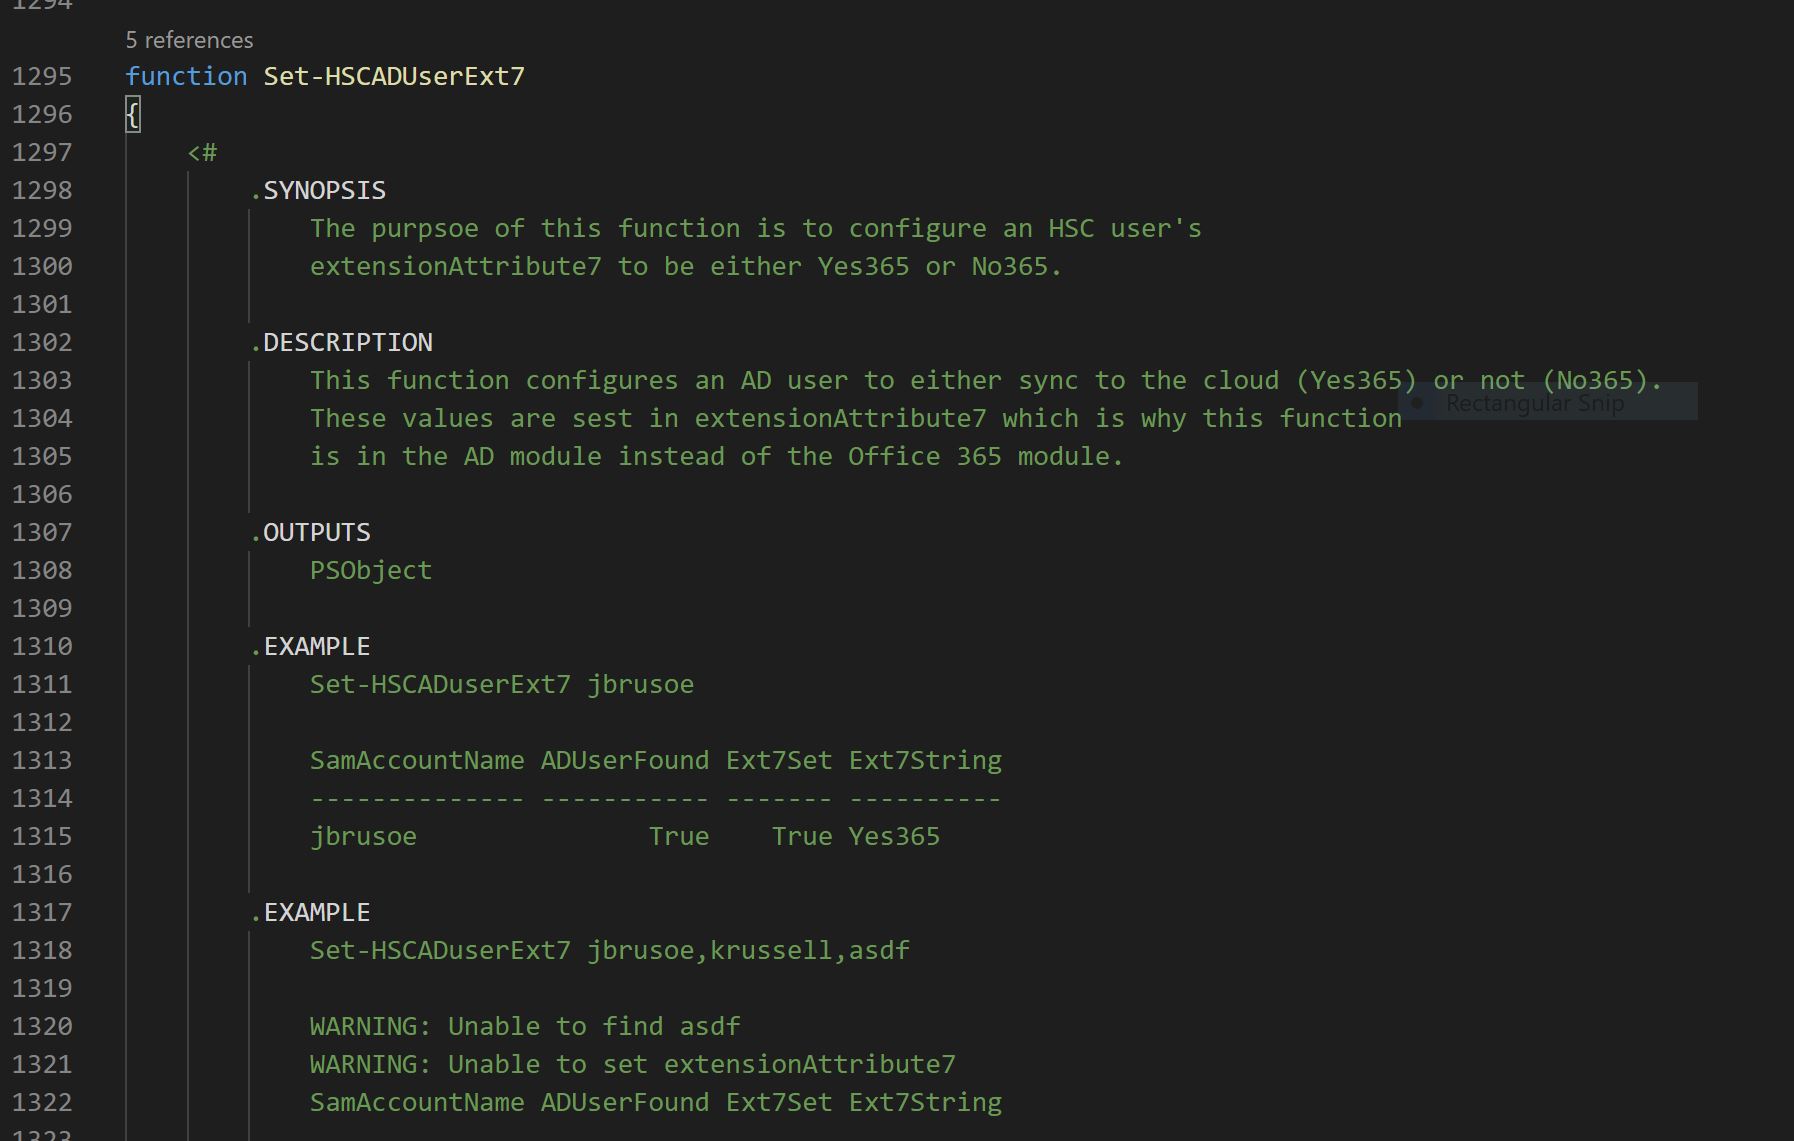 1294
5 references
1295 function Set-HSCADUserExt7
1296 {
1297 <#
1298 .SYNOPSIS
1299 The purpsoe of this function is to configure an HSC user's
1300 extensionAttribute7 to be either Yes365 or No365.
1301
1302 .DESCRIPTION
1303 This function configures an AD user to either sync to the cloud (Yes365) or not (No365).
Rectangular Snip
1304 These values are sest in extensionAttribute7 which is why this function
1305 is in the AD module instead of the Office 365 module.
1306
1307 .OUTPUTS
1308 PSObject
1309
1310 .EXAMPLE
1311 Set-HSCADuserExt7 jbrusoe
1312
1313 SamAccountName ADUserFound Ext7Set Ext7String
1314 -------------- ----------- ------- ----------
1315 jbrusoe True True Yes365
1316
1317 .EXAMPLE
1318 Set-HSCADuserExt7 jbrusoe,krussell,asdf
1319
1320 WARNING: Unable to find asdf
1321 WARNING: Unable to set extensionAttribute7
1322 SamAccountName ADUserFound Ext7Set Ext7String
1323